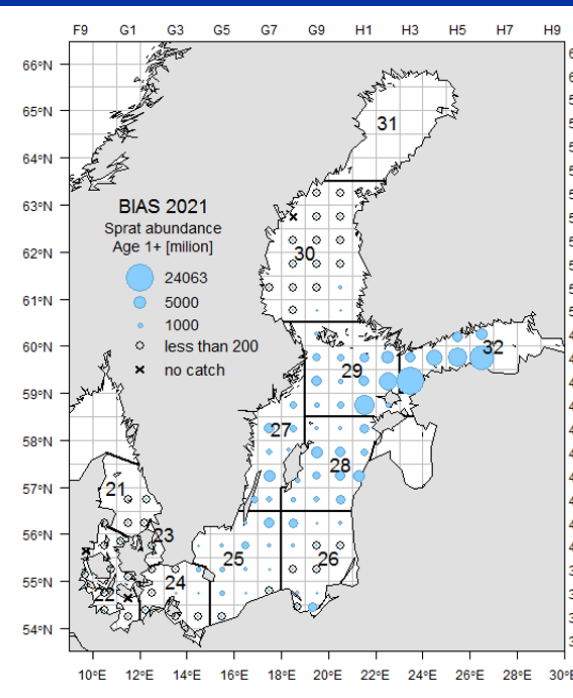 F9 G1 G3 G5 G7 G9 H1 H3 H5 H7 H9
66°N
65°N
31
64°N
63°N
BIAS 2021
Sprat abundance
Age 1+ [milion]
62°N
30
24063
61°N
5000
1000
60°N
less than 200
32
29
no catch
59°N
58°N
27
28
57°N
21
56°N
23
25
26
55°N
24
22
54°N
10°E 12°E 14°E 16°E 18°E 20°E 22°E 24°E 26°E 28°E